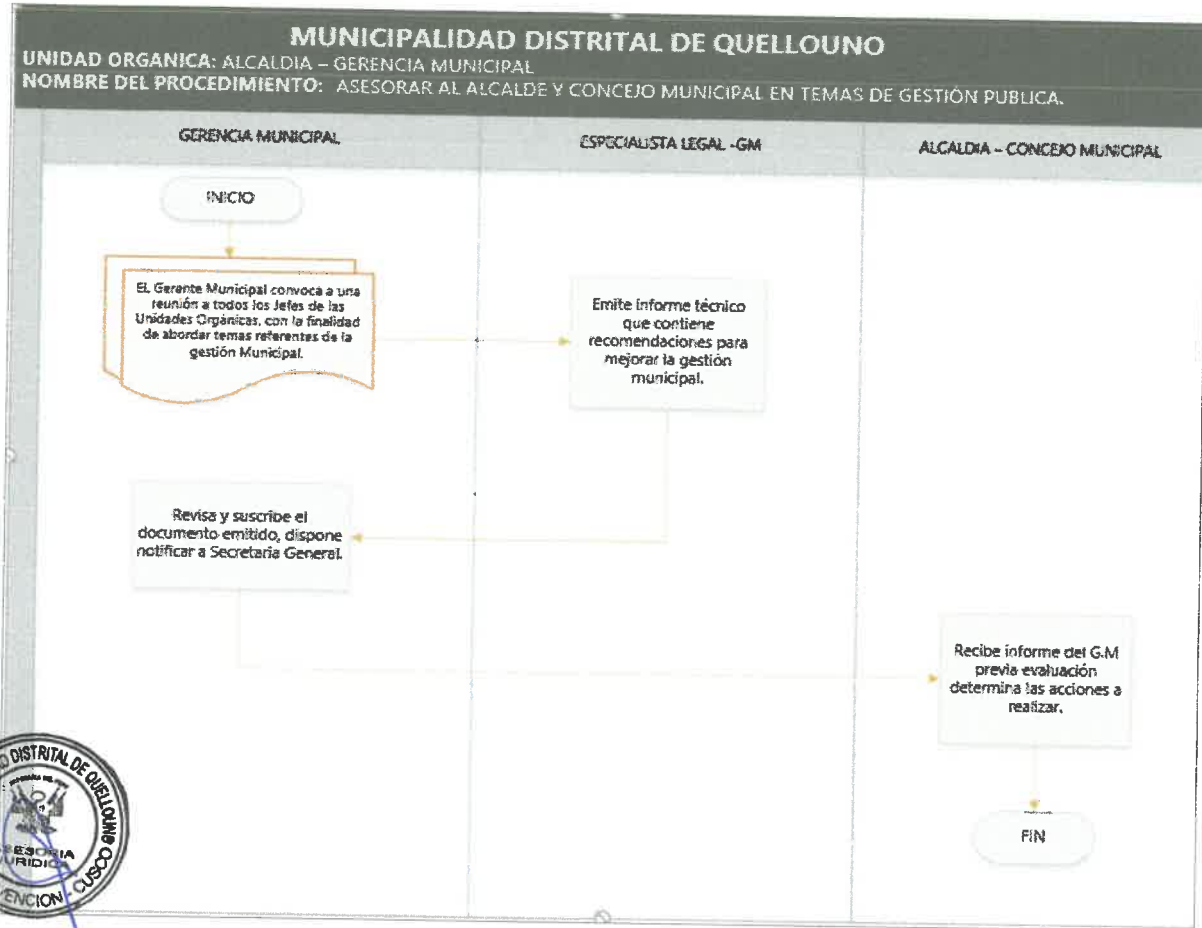 MUNICIPALIDAD DISTRITAL DE QUELLOUNO
UNIDAD ORGANICA: ALCALDIA – GERENCIA MUNICIPAL
NOMBRE DEL PROCEDIMIENTO: ASESORAR AL ALCALDE Y CONCEJO MUNICIPAL EN TEMAS DE GESTIÓN PUBLICA.
GERENCIA MUNICIPAL
ESPECIALISTA LEGAL -GM
ALCALDIA – CONCEJO MUNICIPAL
INICIO
EL Gerante Municipal convoca a una
reunión a todos los Jefes de las
Unidades Orgánicas, con la finalidad
de abordar temas referentes de la
gestión Municipal.
Emite informe técnico
que contiene
recomendaciones para
mejorar la gestión
municipal.
Revisa y suscribe el
documento emitido, dispone
notificar a Secretaria General.
Recibe informe del G.M
previa evaluación
determina las acciones a
realizar.
FIN
DISTRITAL DE QUELLOUNO
CUSCO